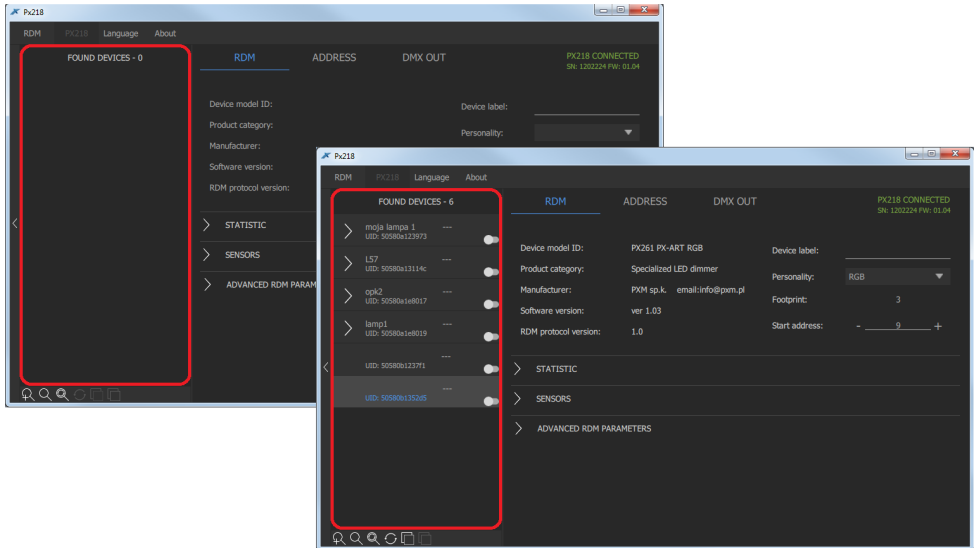 Px218
RDM PX218 Language About
FOUND DEVICES - 0
RDM ADDRESS DMX OUT
PX218 CONNECTED
SN: 1202224 FW: 01.04
Device model ID:
Device label:
Product category:
Personality:
Manufacturer:
Software version:
RDM protocol version:
STATISTIC
SENSORS
ADVANCED RDM PARAM
Px218
RDM PX218 Language About
FOUND DEVICES - 6
moja lampa 1 ---
UID: 50580a123973
L57 ---
UID: 50580a13114c
opk2 ---
UID: 50580a1e8017
lamp1 ---
UID: 50580a1e8019
---
UID: 50580b1237f1
---
UID: 50580b1352d5
RDM ADDRESS DMX OUT
PX218 CONNECTED
SN: 1202224 FW: 01.04
Device model ID: PX261 PX-ART RGB
Device label:
Product category: Specialized LED dimmer
Personality: RGB
Manufacturer: PXM sp.k. email:info@pxm.pl
Footprint: 3
Software version: ver 1.03
Start address: - 9 +
RDM protocol version: 1.0
STATISTIC
SENSORS
ADVANCED RDM PARAMETERS